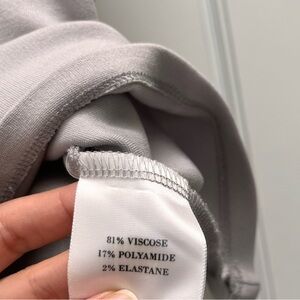 81% VISCOSE
17% POLYAMIDE
2% ELASTANE